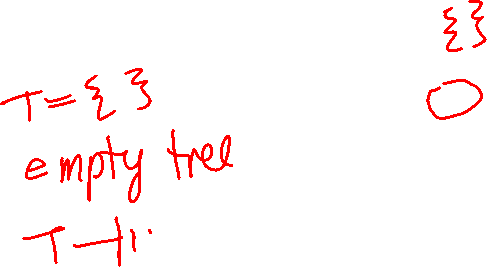 {}
T = { }
empty tree
T